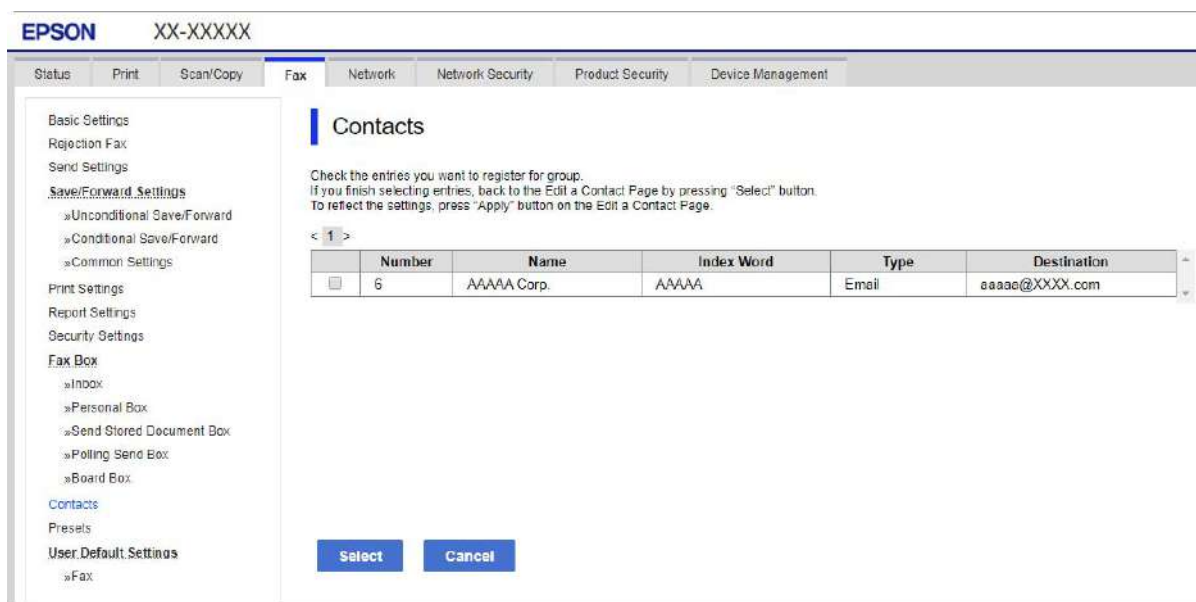 EPSON XX-XXXXX
Status Print Scan/Copy Fax Network Network Security Product Security Device Management
Basic Settings
Rejection Fax
Send Settings
Save/Forward Settings
»Unconditional Save/Forward
»Conditional Save/Forward
»Common Settings
Print Settings
Report Settings
Security Settings
Fax Box
»Inbox
»Personal Box
»Send Stored Document Box
»Polling Send Box
»Board Box
Contacts
Presets
User Default Settings
»Fax
Contacts
Check the entries you want to register for group.
If you finish selecting entries, back to the Edit a Contact Page by pressing "Select" button.
To reflect the settings, press "Apply" button on the Edit a Contact Page.
< 1 >
Number Name Index Word Type Destination
6 AAAAA Corp. AAAAA Email aaaaa@XXXX.com
Select Cancel